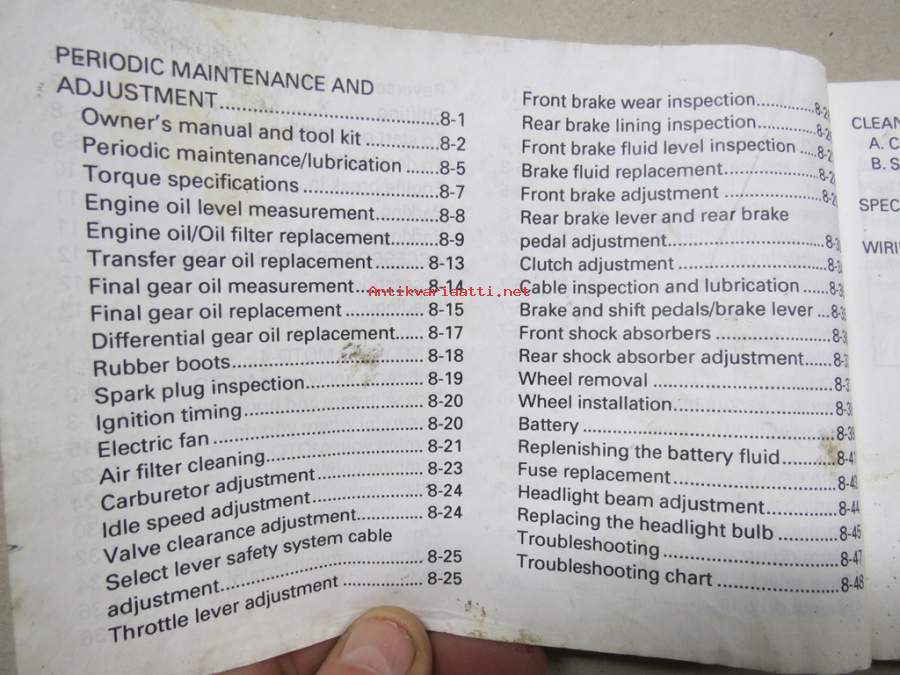 PERIODIC MAINTENANCE AND
ADJUSTMENT..............................8-1
Owner's manual and tool kit ............8-2
Periodic maintenance/lubrication ......8-5
Torque specifications ......................8-7
Engine oil level measurement...........8-8
Engine oil/Oil filter replacement........8-9
Transfer gear oil replacement......... 8-13
Final gear oil measurement............ 8-14
Final gear oil replacement ............. 8-15
Differential gear oil replacement..... 8-17
Rubber boots................................ 8-18
Spark plug inspection.................... 8-19
Ignition timing.............................. 8-20
Electric fan ................................... 8-20
Air filter cleaning........................... 8-21
Carburetor adjustment.................. 8-23
Idle speed adjustment................... 8-24
Valve clearance adjustment........... 8-24
Select lever safety system cable
adjustment................................... 8-25
Throttle lever adjustment .............. 8-25
Front brake wear inspection............
Rear brake lining inspection............
Front brake fluid level inspection .....
Brake fluid replacement..................
Front brake adjustment ..................
Rear brake lever and rear brake
pedal adjustment...........................
Clutch adjustment .........................
Cable inspection and lubrication ......
Brake and shift pedals/brake lever ...
Front shock absorbers ...................
Rear shock absorber adjustment......
Wheel removal ..............................
Wheel installation...........................
Battery .........................................
Replenishing the battery fluid..........
Fuse replacement...........................8-43
Headlight beam adjustment.............8-44
Replacing the headlight bulb ...........8-45
Troubleshooting .............................8-47
Troubleshooting chart .....................8-48
CLEAN
A. C
B. S
SPEC
WIRI
Antikvariaatti.net